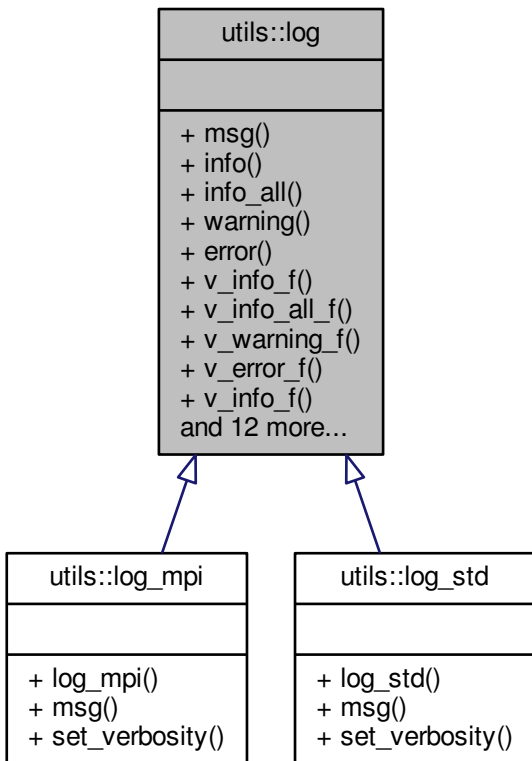 utils::log
+ msg()
+ info()
+ info_all()
+ warning()
+ error()
+ v_info_f()
+ v_info_all_f()
+ v_warning_f()
+ v_error_f()
+ v_info_f()
and 12 more...
utils::log_mpi
+ log_mpi()
+ msg()
+ set_verbosity()
utils::log_std
+ log_std()
+ msg()
+ set_verbosity()